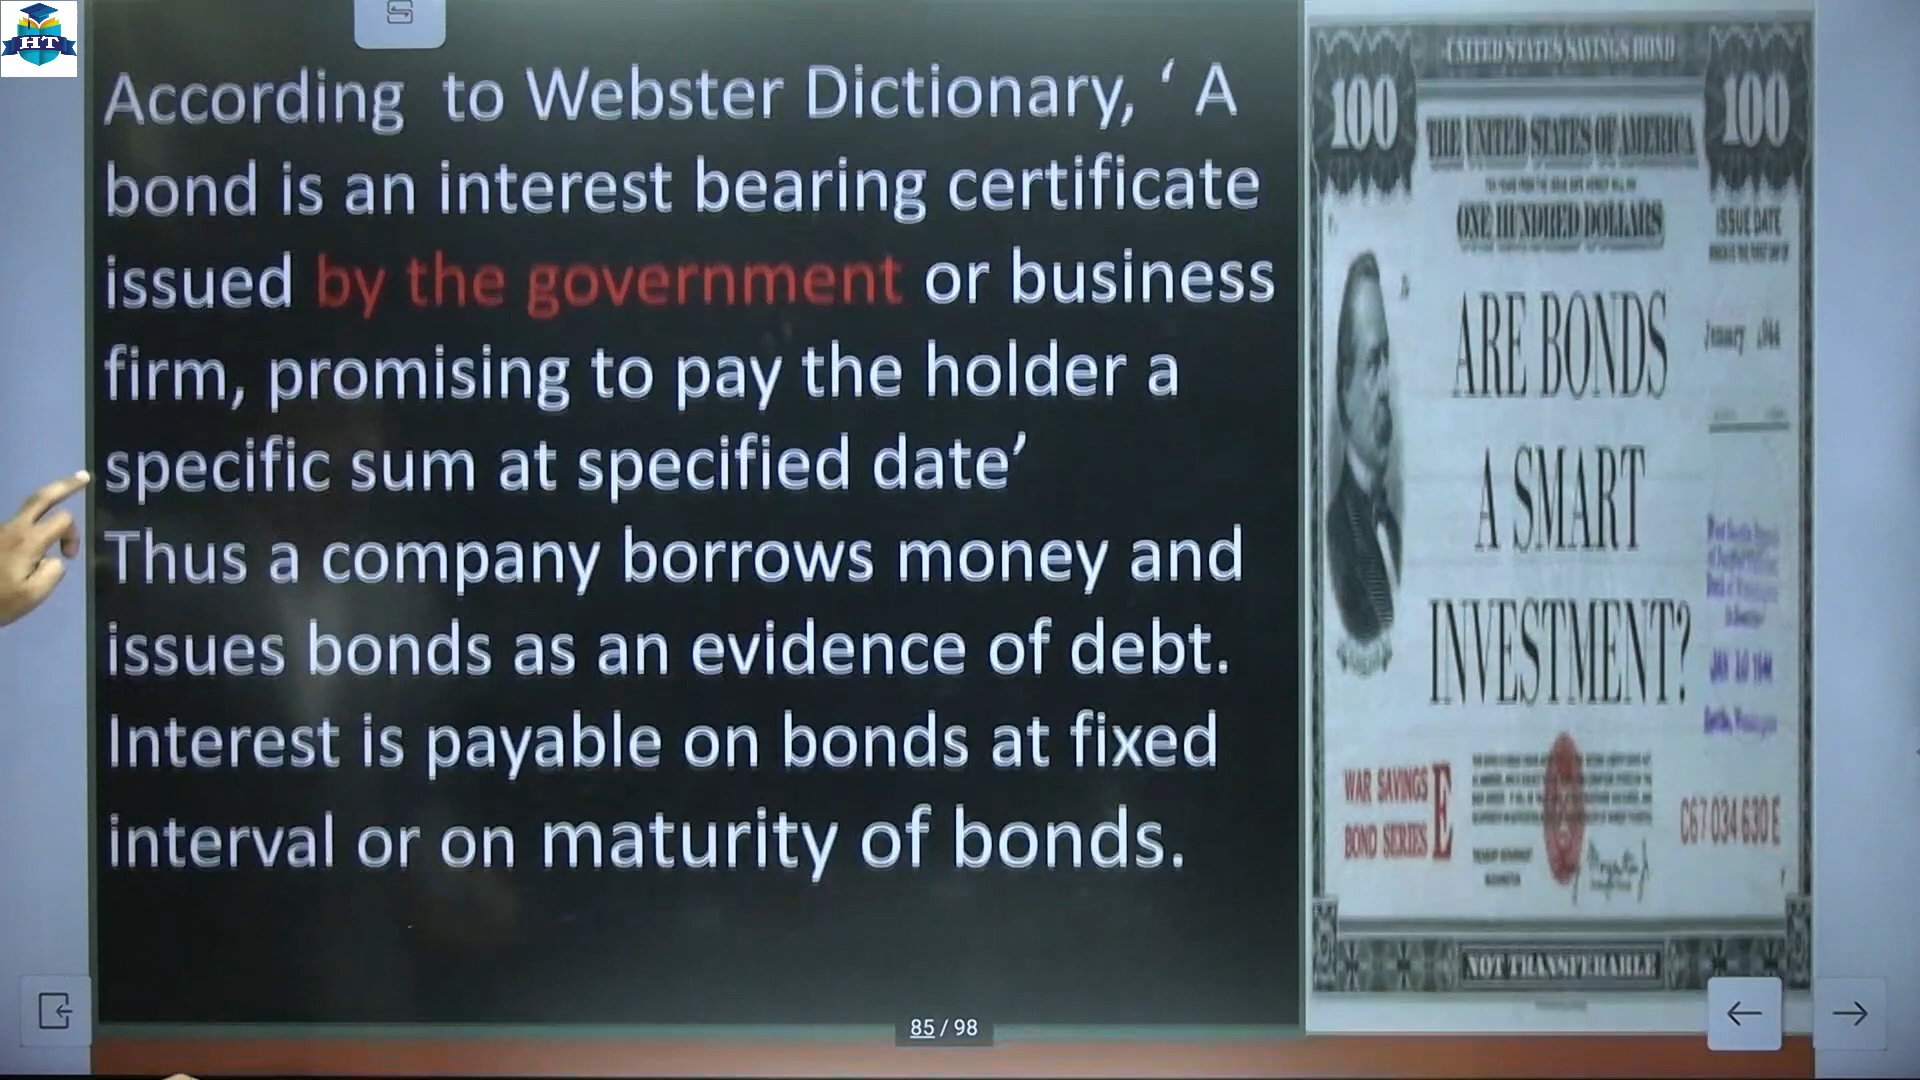 HT
According to Webster Dictionary, ‘ A
bond is an interest bearing certificate
issued by the government or business
firm, promising to pay the holder a
specific sum at specified date’
Thus a company borrows money and
issues bonds as an evidence of debt.
Interest is payable on bonds at fixed
interval or on maturity of bonds.
85 / 98
UNITED STATES SAVINGS BOND
100
100
THE UNITED STATES OF AMERICA
ONE HUNDRED DOLLARS
ISSUE DATE
ARE BONDS
A SMART
INVESTMENT?
WAR SAVINGS
BOND SERIES
E
C67 034 630 E
NOT TRANSFERABLE